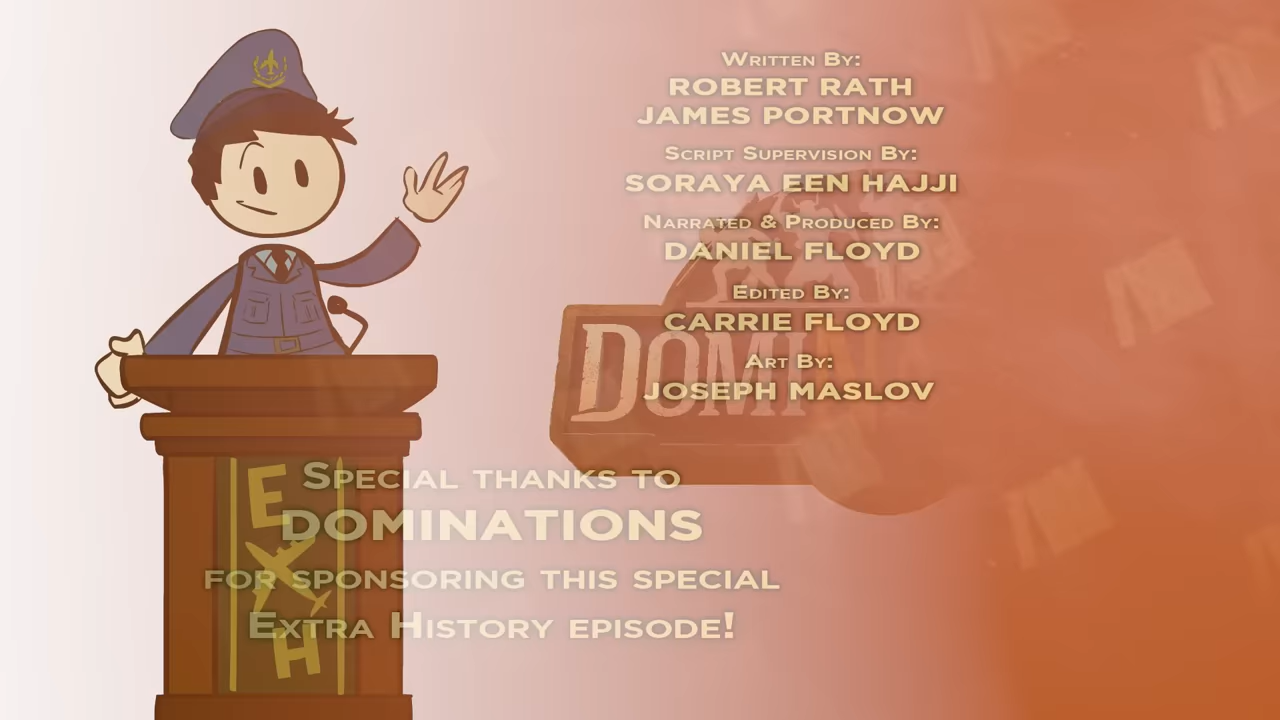 Written By:
ROBERT RATH
JAMES PORTNOW
Script Supervision By:
SORAYA EEN HAJJI
Narrated & Produced By:
DANIEL FLOYD
Edited By:
CARRIE FLOYD
Art By:
JOSEPH MASLOV
DOMI
Special thanks to
DOMINATIONS
for sponsoring this special
Extra History episode!
E
H